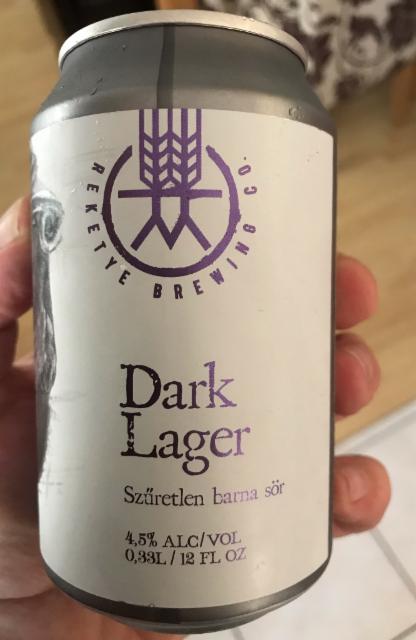 REKETYE BREWING CO.
Dark
Lager
Szűretlen barna sör
4,5% ALC/VOL
0,33L / 12 FL OZ